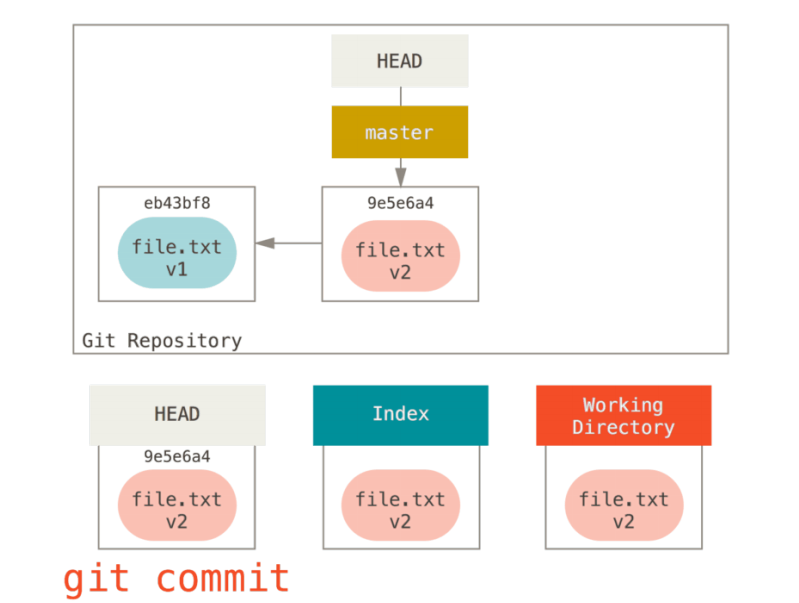 HEAD
master
eb43bf8
9e5e6a4
file.txt
v1
file.txt
v2
Git Repository
HEAD
Index
Working
Directory
9e5e6a4
file.txt
v2
file.txt
v2
file.txt
v2
git commit